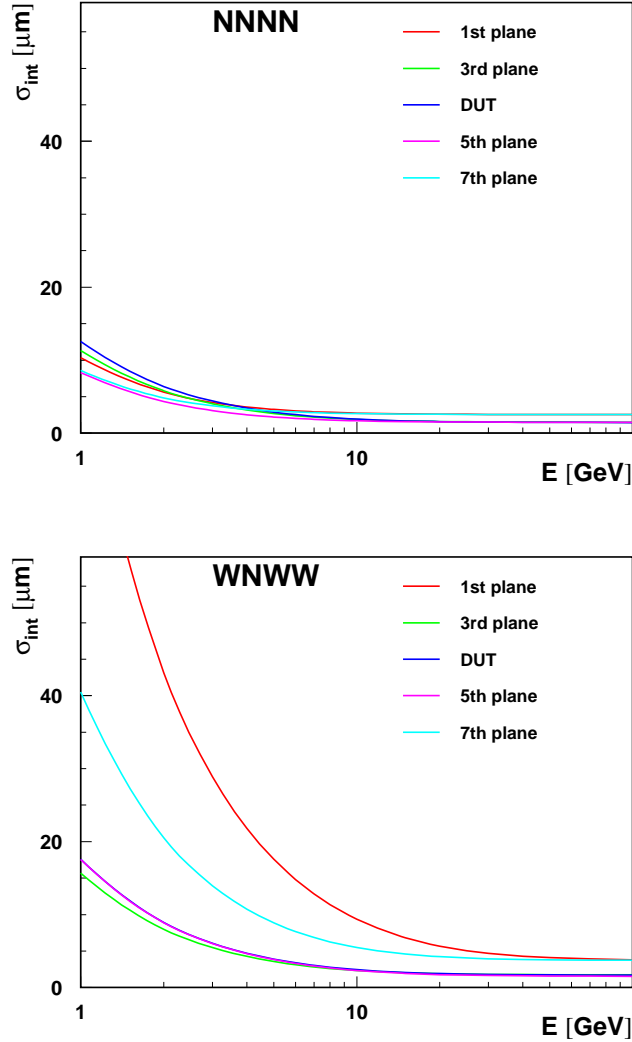 NNNN
σint [μm]
1st plane
3rd plane
DUT
5th plane
7th plane
40
20
0
1
10
E [GeV]
WNWW
σint [μm]
1st plane
3rd plane
DUT
5th plane
7th plane
40
20
0
1
10
E [GeV]